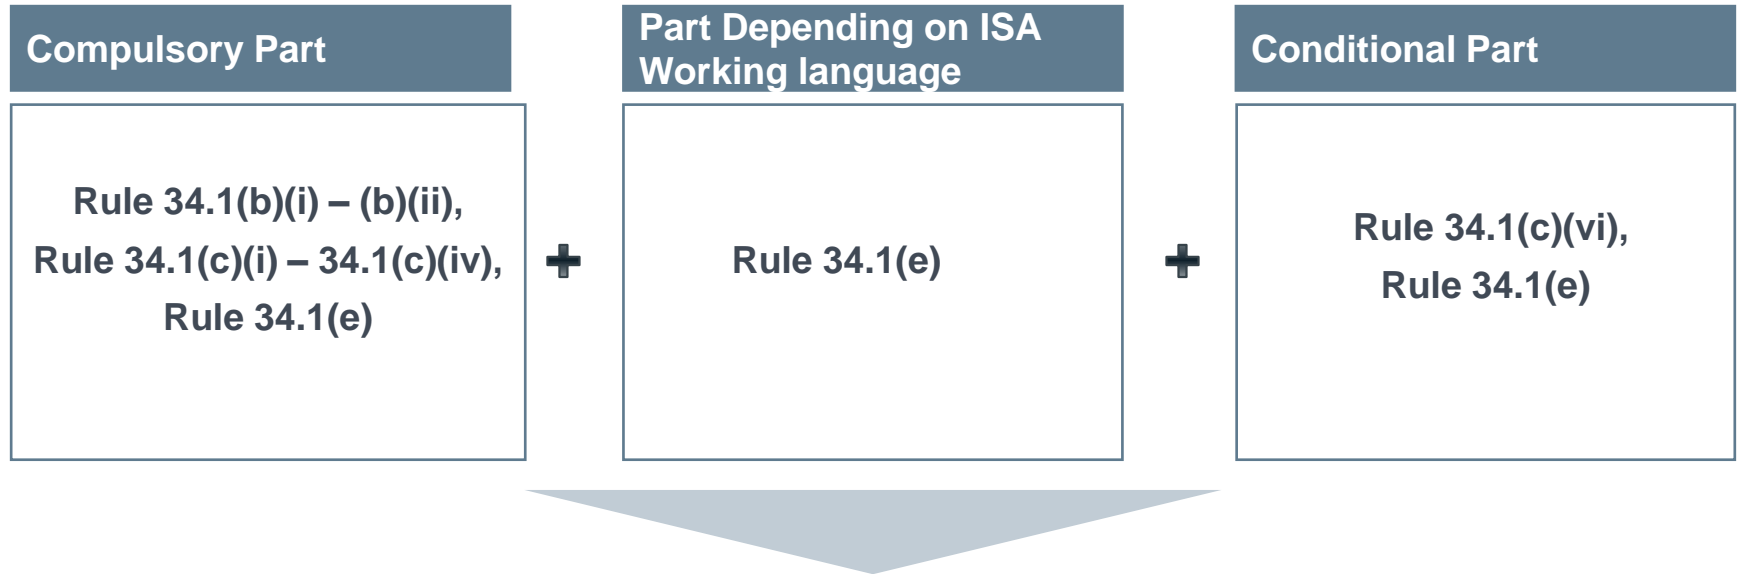 Compulsory Part
Rule 34.1(b)(i) – (b)(ii),
Rule 34.1(c)(i) – 34.1(c)(iv),
Rule 34.1(e)
Part Depending on ISA
Working language
Rule 34.1(e)
Conditional Part
Rule 34.1(c)(vi),
Rule 34.1(e)